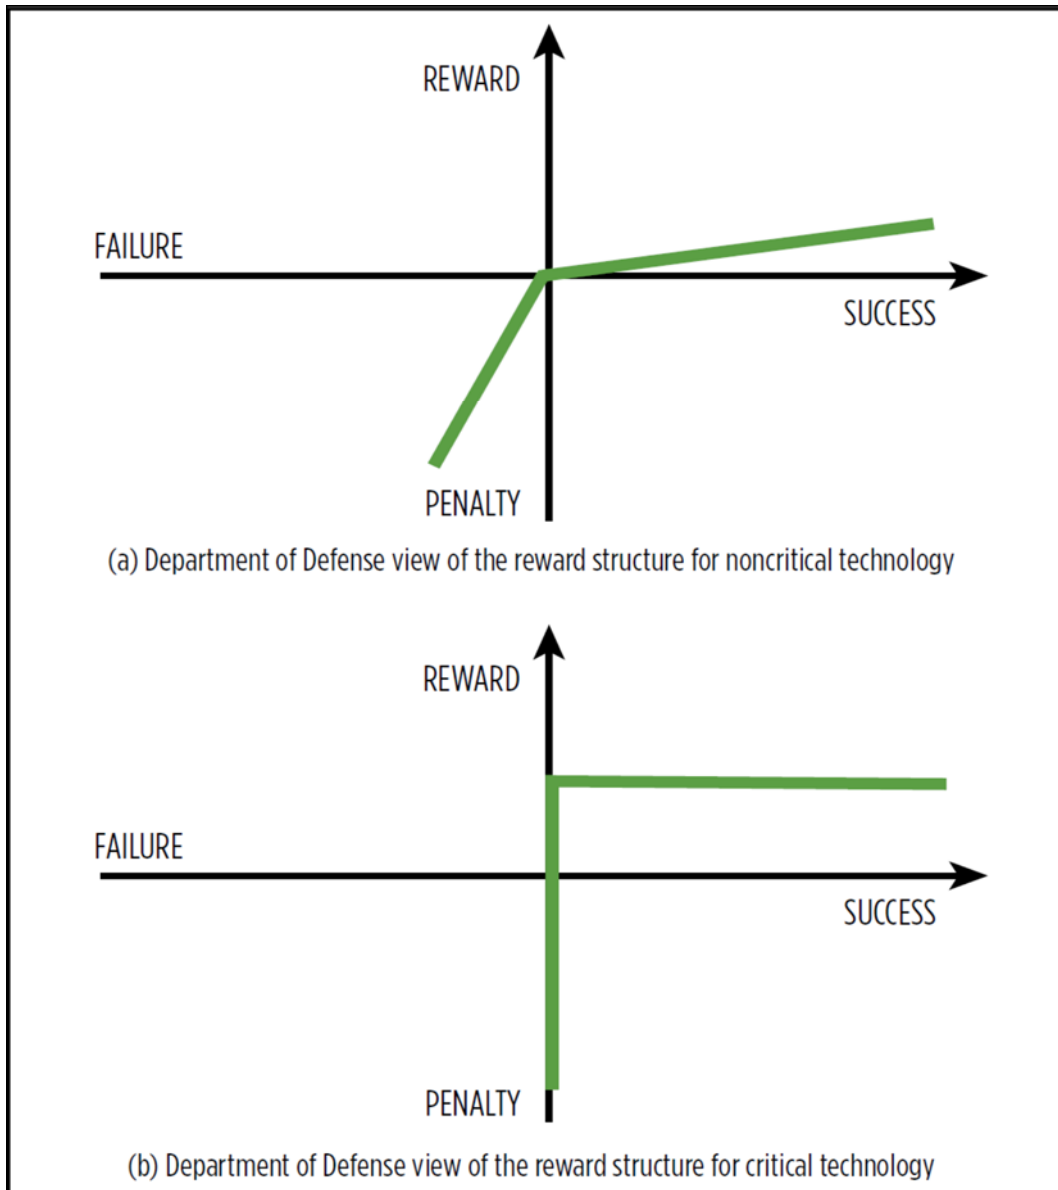 REWARD
FAILURE
SUCCESS
PENALTY
(a) Department of Defense view of the reward structure for noncritical technology
REWARD
FAILURE
SUCCESS
PENALTY
(b) Department of Defense view of the reward structure for critical technology